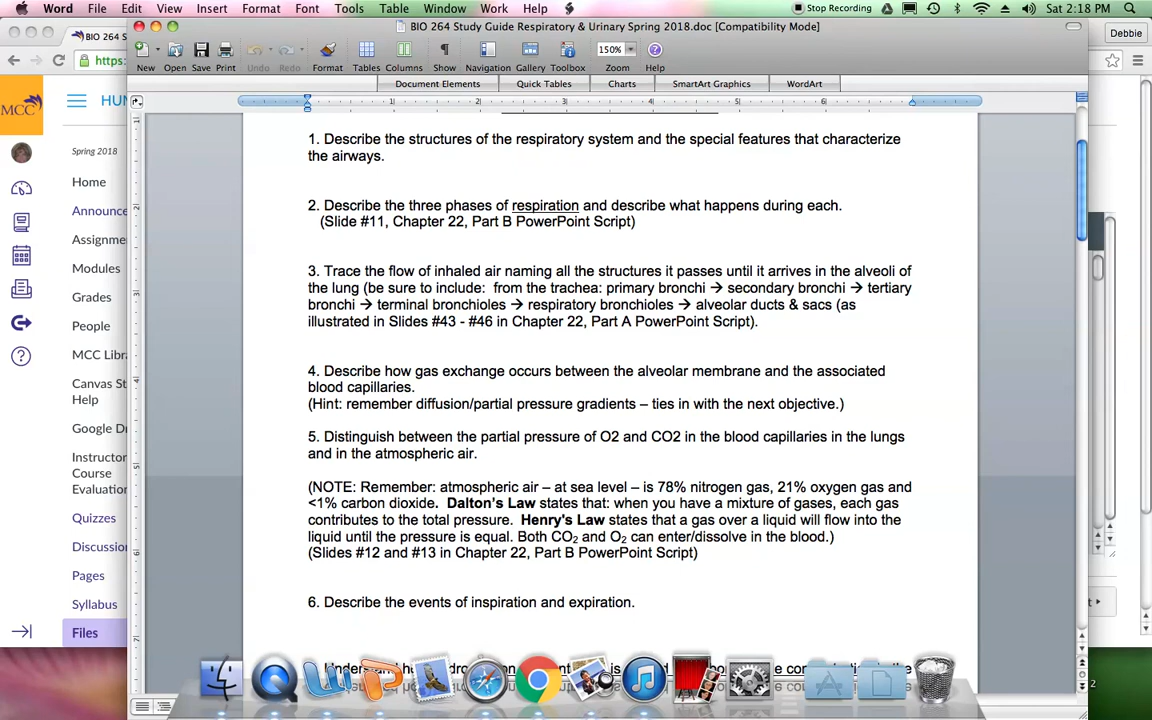 Word File Edit View Insert Format Font Tools Table Window Work Help Stop Recording Sat 2:18 PM
BIO 264 Study Guide Respiratory & Urinary Spring 2018.doc [Compatibility Mode]
BIO 5 Debbie
New Open Save Print Undo Redo Format Tables Columns Show Navigation Gallery Toolbox 150% Zoom Help
https:
Document Elements Quick Tables Charts SmartArt Graphics WordArt
MCC HUM
Spring 2018
Home
Announce
Assignme
Modules
Grades
People
MCC Libr
Canvas St
Help
Google Dr
Instructor
Course
Evaluation
Quizzes
Discussio
Pages
Syllabus
Files
1. Describe the structures of the respiratory system and the special features that characterize
the airways.
2. Describe the three phases of respiration and describe what happens during each.
(Slide #11, Chapter 22, Part B PowerPoint Script)
3. Trace the flow of inhaled air naming all the structures it passes until it arrives in the alveoli of
the lung (be sure to include:  from the trachea: primary bronchi → secondary bronchi → tertiary
bronchi → terminal bronchioles → respiratory bronchioles → alveolar ducts & sacs (as
illustrated in Slides #43 - #46 in Chapter 22, Part A PowerPoint Script).
4. Describe how gas exchange occurs between the alveolar membrane and the associated
blood capillaries.
(Hint: remember diffusion/partial pressure gradients – ties in with the next objective.)
5. Distinguish between the partial pressure of O2 and CO2 in the blood capillaries in the lungs
and in the atmospheric air.
(NOTE: Remember: atmospheric air – at sea level – is 78% nitrogen gas, 21% oxygen gas and
<1% carbon dioxide.  Dalton's Law states that: when you have a mixture of gases, each gas
contributes to the total pressure.  Henry's Law states that a gas over a liquid will flow into the
liquid until the pressure is equal. Both CO₂ and O₂ can enter/dissolve in the blood.)
(Slides #12 and #13 in Chapter 22, Part B PowerPoint Script)
6. Describe the events of inspiration and expiration.